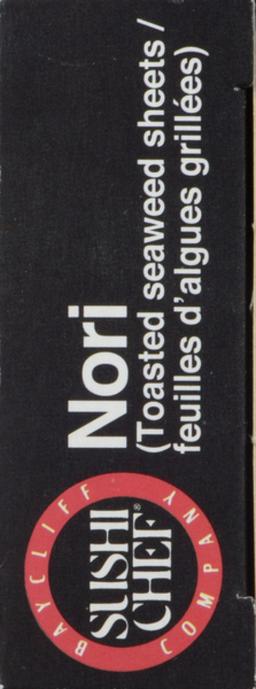 BAYCLIFF
SUSHI
CHEF®
COMPANY
Nori
(Toasted seaweed sheets /
feuilles d'algues grillées)